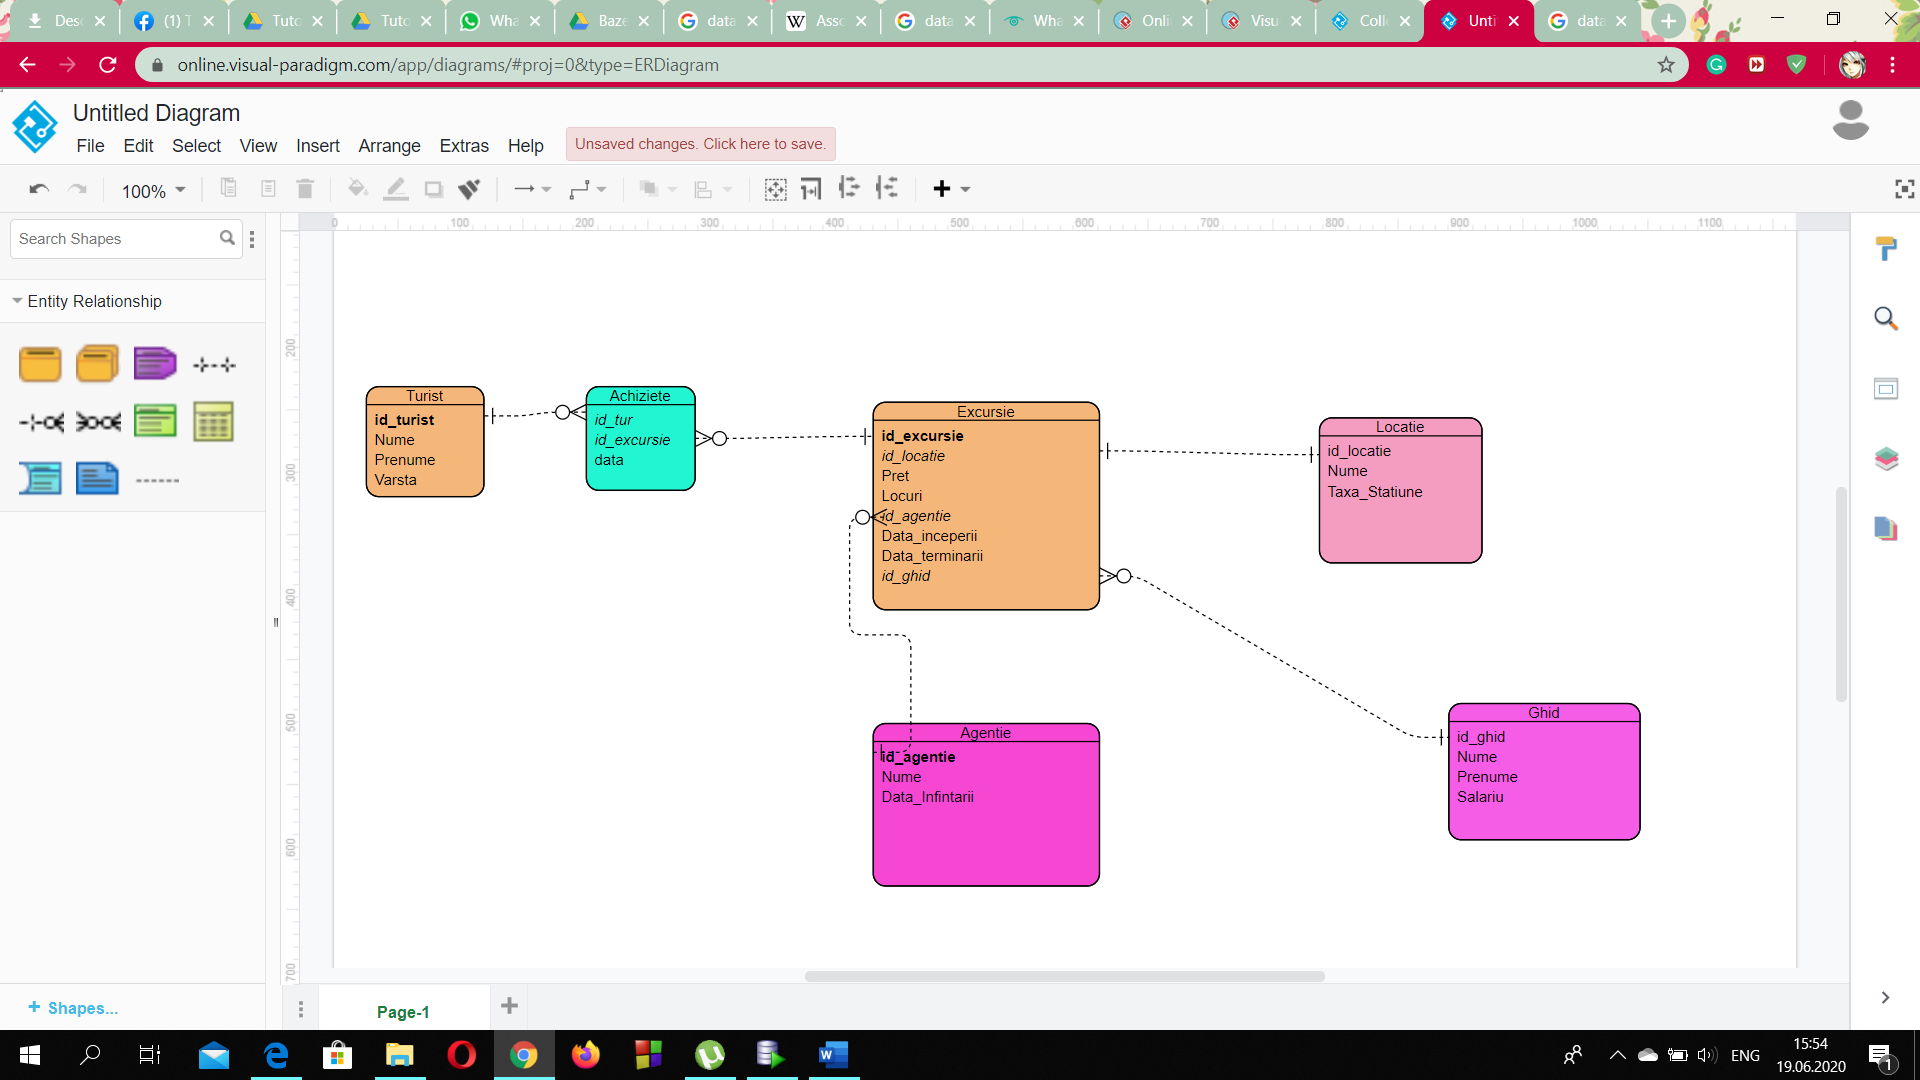 Des
(1) T
Tuto
Tuto
Wha
Baze
data
Asso
data
Wha
Onli
Visu
Coll
Unti
data
online.visual-paradigm.com/app/diagrams/#proj=0&type=ERDiagram
Untitled Diagram
File Edit Select View Insert Arrange Extras Help
Unsaved changes. Click here to save.
100%
Search Shapes
Entity Relationship
0 100 200 300 400 500 600 700 800 900 1000 1100
200
300
400
500
600
700
Turist
id_turist
Nume
Prenume
Varsta
Achiziete
id_tur
id_excursie
data
Excursie
id_excursie
id_locatie
Pret
Locuri
id_agentie
Data_inceperii
Data_terminarii
id_ghid
Locatie
id_locatie
Nume
Taxa_Statiune
Agentie
id_agentie
Nume
Data_Infintarii
Ghid
id_ghid
Nume
Prenume
Salariu
+ Shapes...
Page-1
ENG
15:54
19.06.2020
1